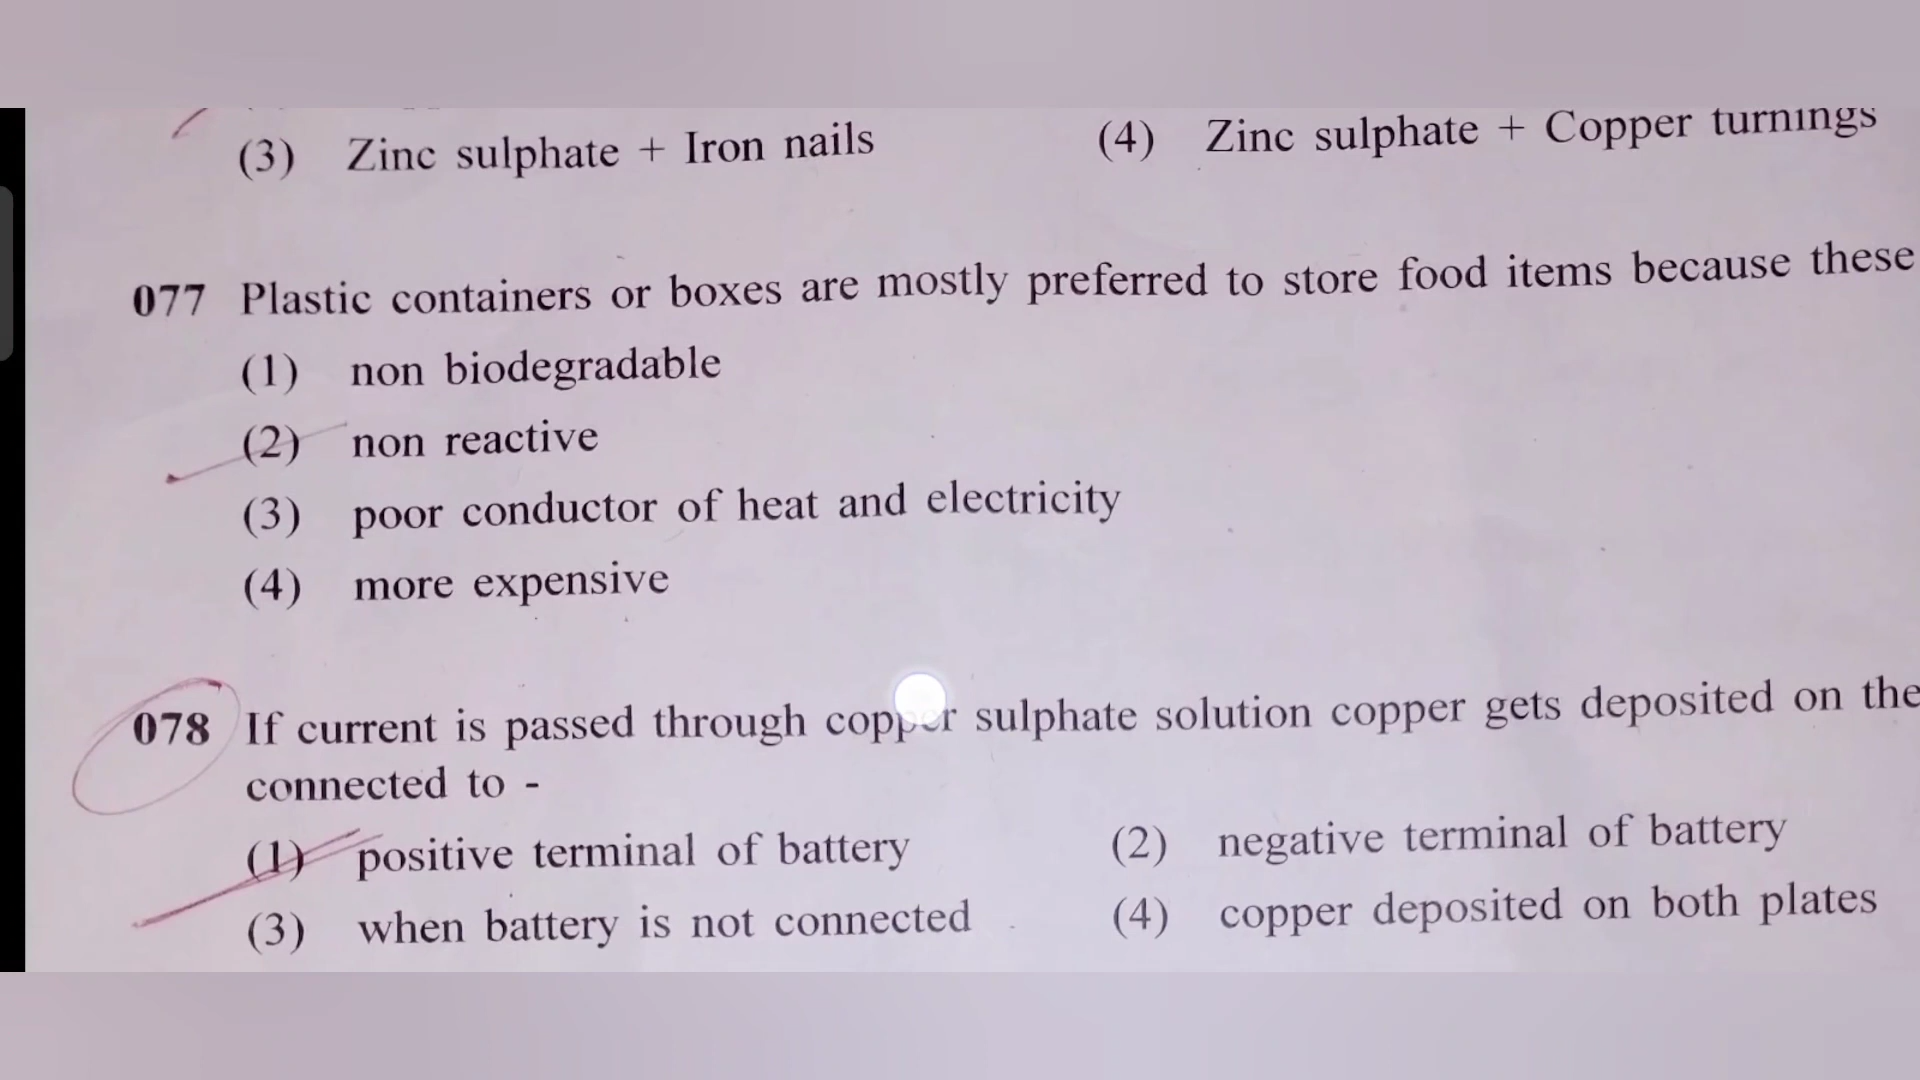 (3) Zinc sulphate + Iron nails (4) Zinc sulphate + Copper turnings
077 Plastic containers or boxes are mostly preferred to store food items because these
(1) non biodegradable
(2) non reactive
(3) poor conductor of heat and electricity
(4) more expensive
078 If current is passed through copper sulphate solution copper gets deposited on the
connected to -
(1) positive terminal of battery (2) negative terminal of battery
(3) when battery is not connected (4) copper deposited on both plates